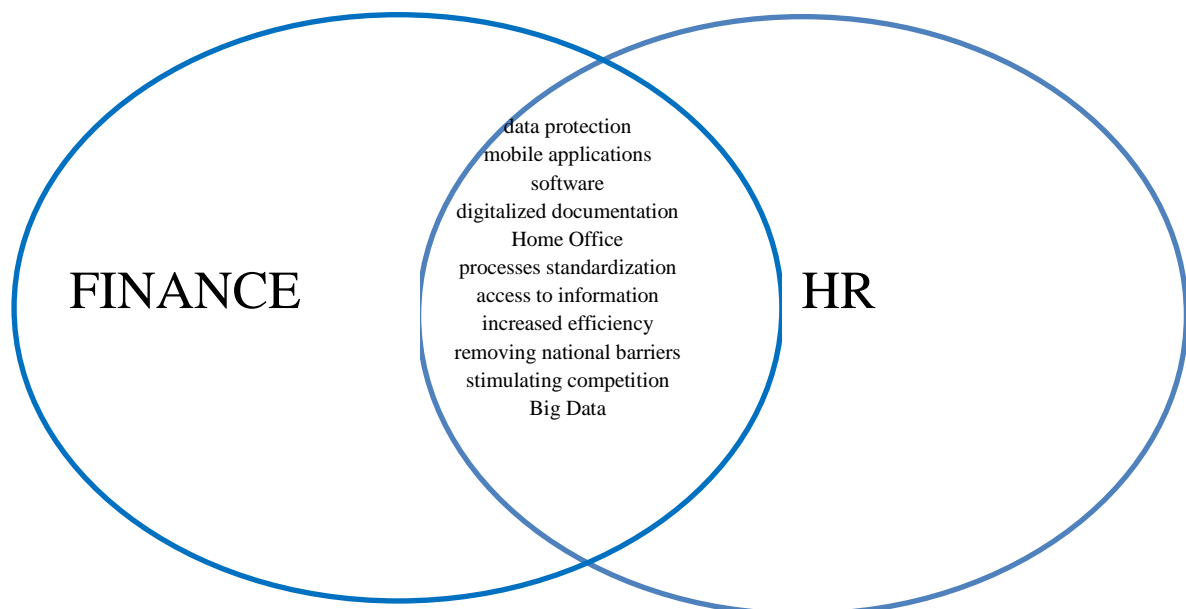 data protection
mobile applications
software
digitalized documentation
Home Office
processes standardization
FINANCE
HR
access to information
increased efficiency
removing national barriers
stimulating competition
Big Data